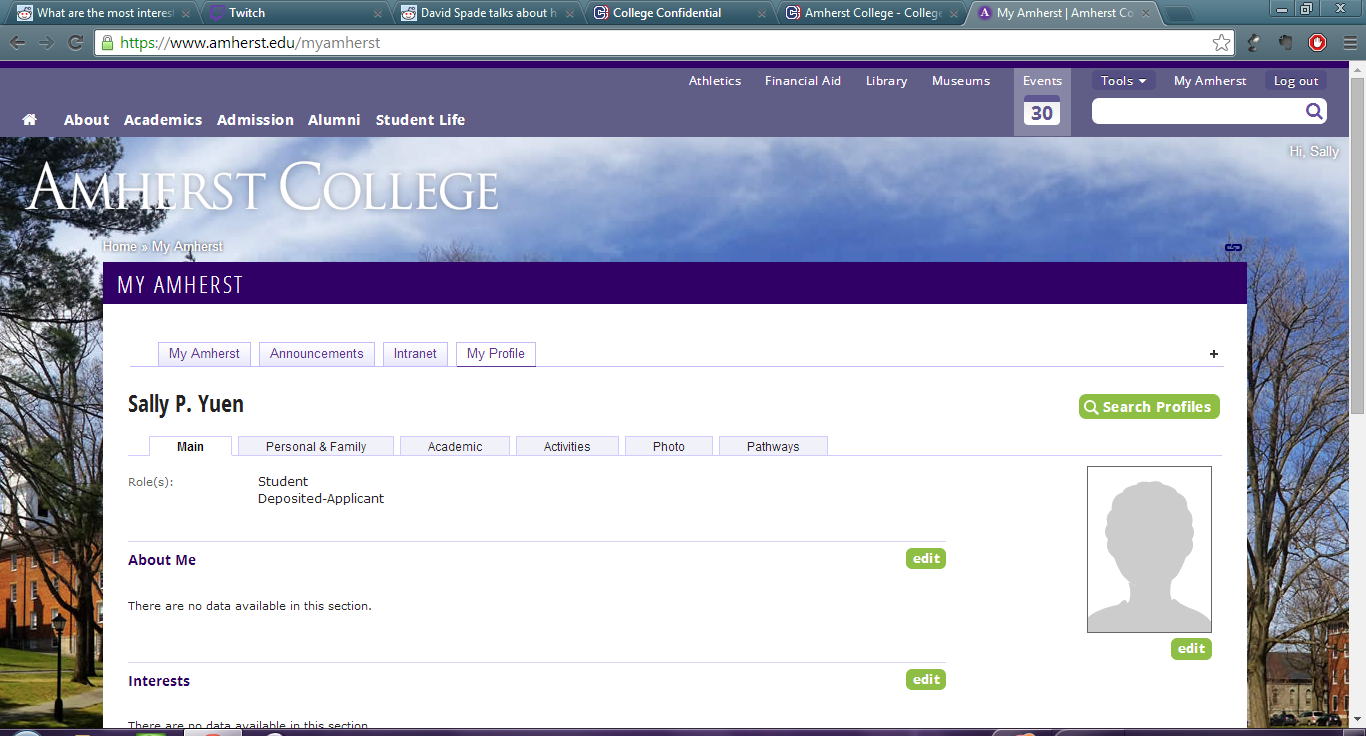 What are the most interest
Twitch
David Spade talks about h
College Confidential
Amherst College - College
My Amherst | Amherst Co
https://www.amherst.edu/myamherst
Athletics Financial Aid Library Museums Events Tools My Amherst Log out
30
About Academics Admission Alumni Student Life
Hi, Sally
AMHERST COLLEGE
Home » My Amherst
MY AMHERST
My Amherst Announcements Intranet My Profile +
Sally P. Yuen
Search Profiles
Main Personal & Family Academic Activities Photo Pathways
Role(s): Student
Deposited-Applicant
About Me edit
There are no data available in this section.
edit
Interests edit
There are no data available in this section.